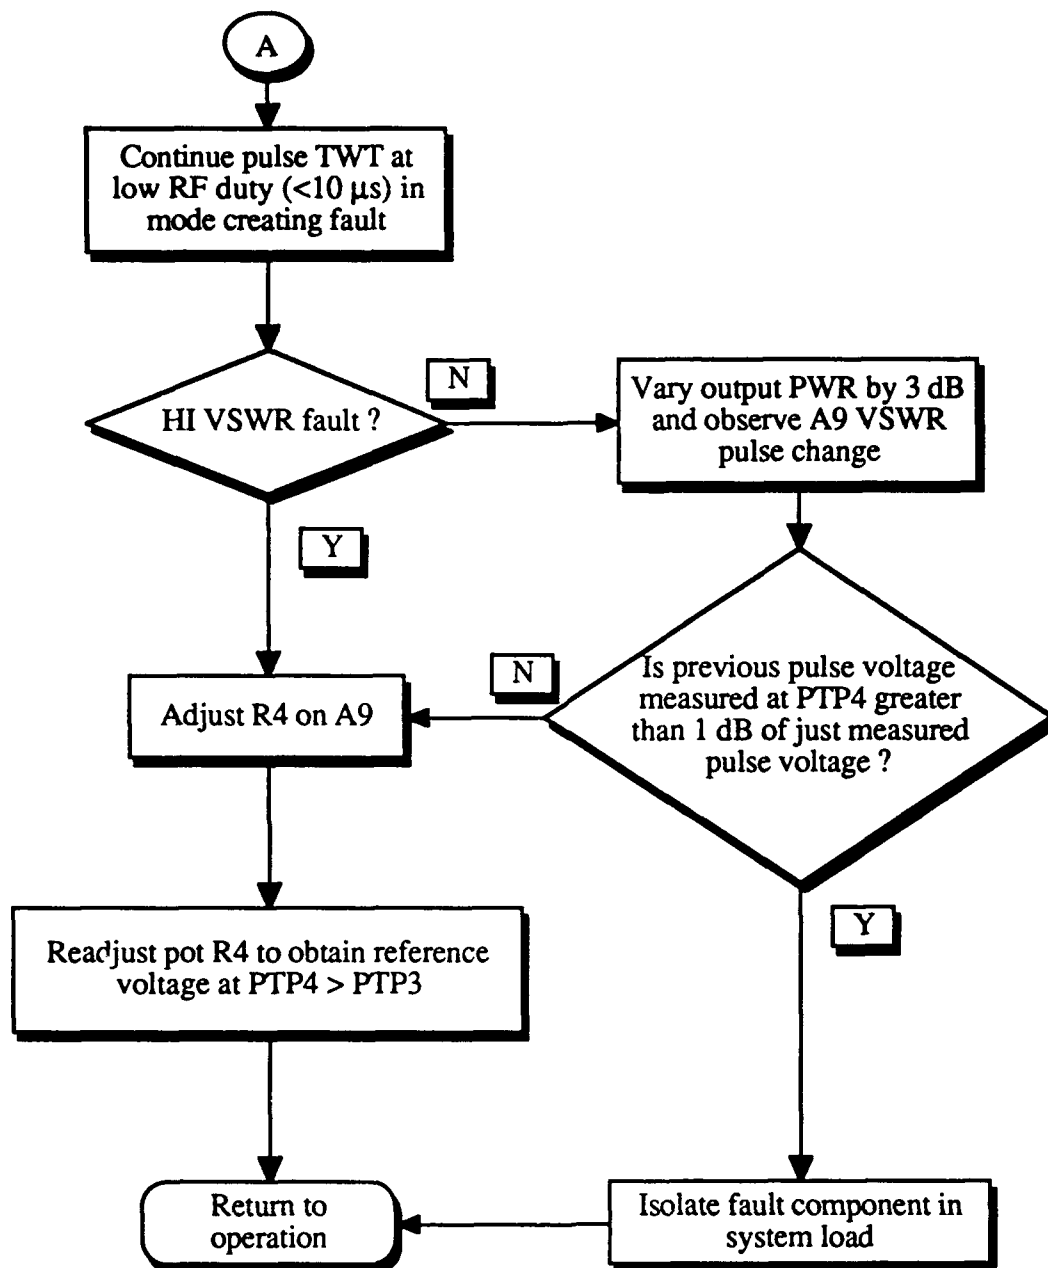 A
Continue pulse TWT at
low RF duty (<10 μs) in
mode creating fault
HI VSWR fault ?
N
Vary output PWR by 3 dB
and observe A9 VSWR
pulse change
Y
Adjust R4 on A9
N
Is previous pulse voltage
measured at PTP4 greater
than 1 dB of just measured
pulse voltage ?
Readjust pot R4 to obtain reference
voltage at PTP4 > PTP3
Y
Return to
operation
Isolate fault component in
system load